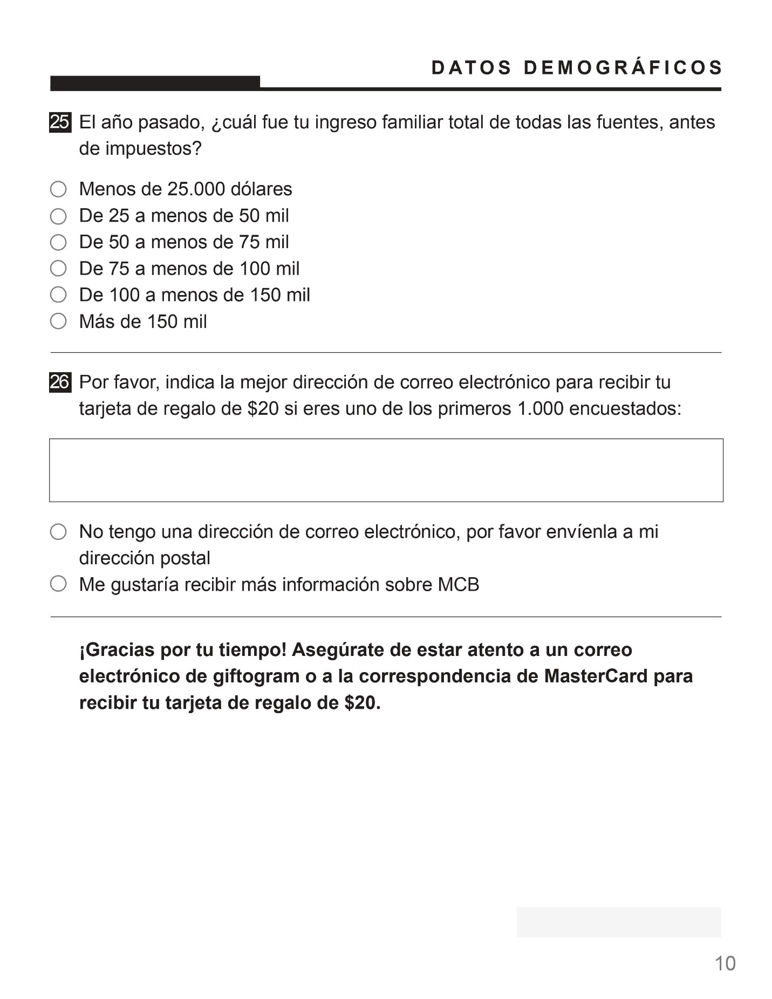 DATOS DEMOGRÁFICOS
25 El año pasado, ¿cuál fue tu ingreso familiar total de todas las fuentes, antes
de impuestos?
Menos de 25.000 dólares
De 25 a menos de 50 mil
De 50 a menos de 75 mil
De 75 a menos de 100 mil
De 100 a menos de 150 mil
Más de 150 mil
26 Por favor, indica la mejor dirección de correo electrónico para recibir tu
tarjeta de regalo de $20 si eres uno de los primeros 1.000 encuestados:
No tengo una dirección de correo electrónico, por favor envíenla a mi
dirección postal
Me gustaría recibir más información sobre MCB
¡Gracias por tu tiempo! Asegúrate de estar atento a un correo
electrónico de giftogram o a la correspondencia de MasterCard para
recibir tu tarjeta de regalo de $20.
10